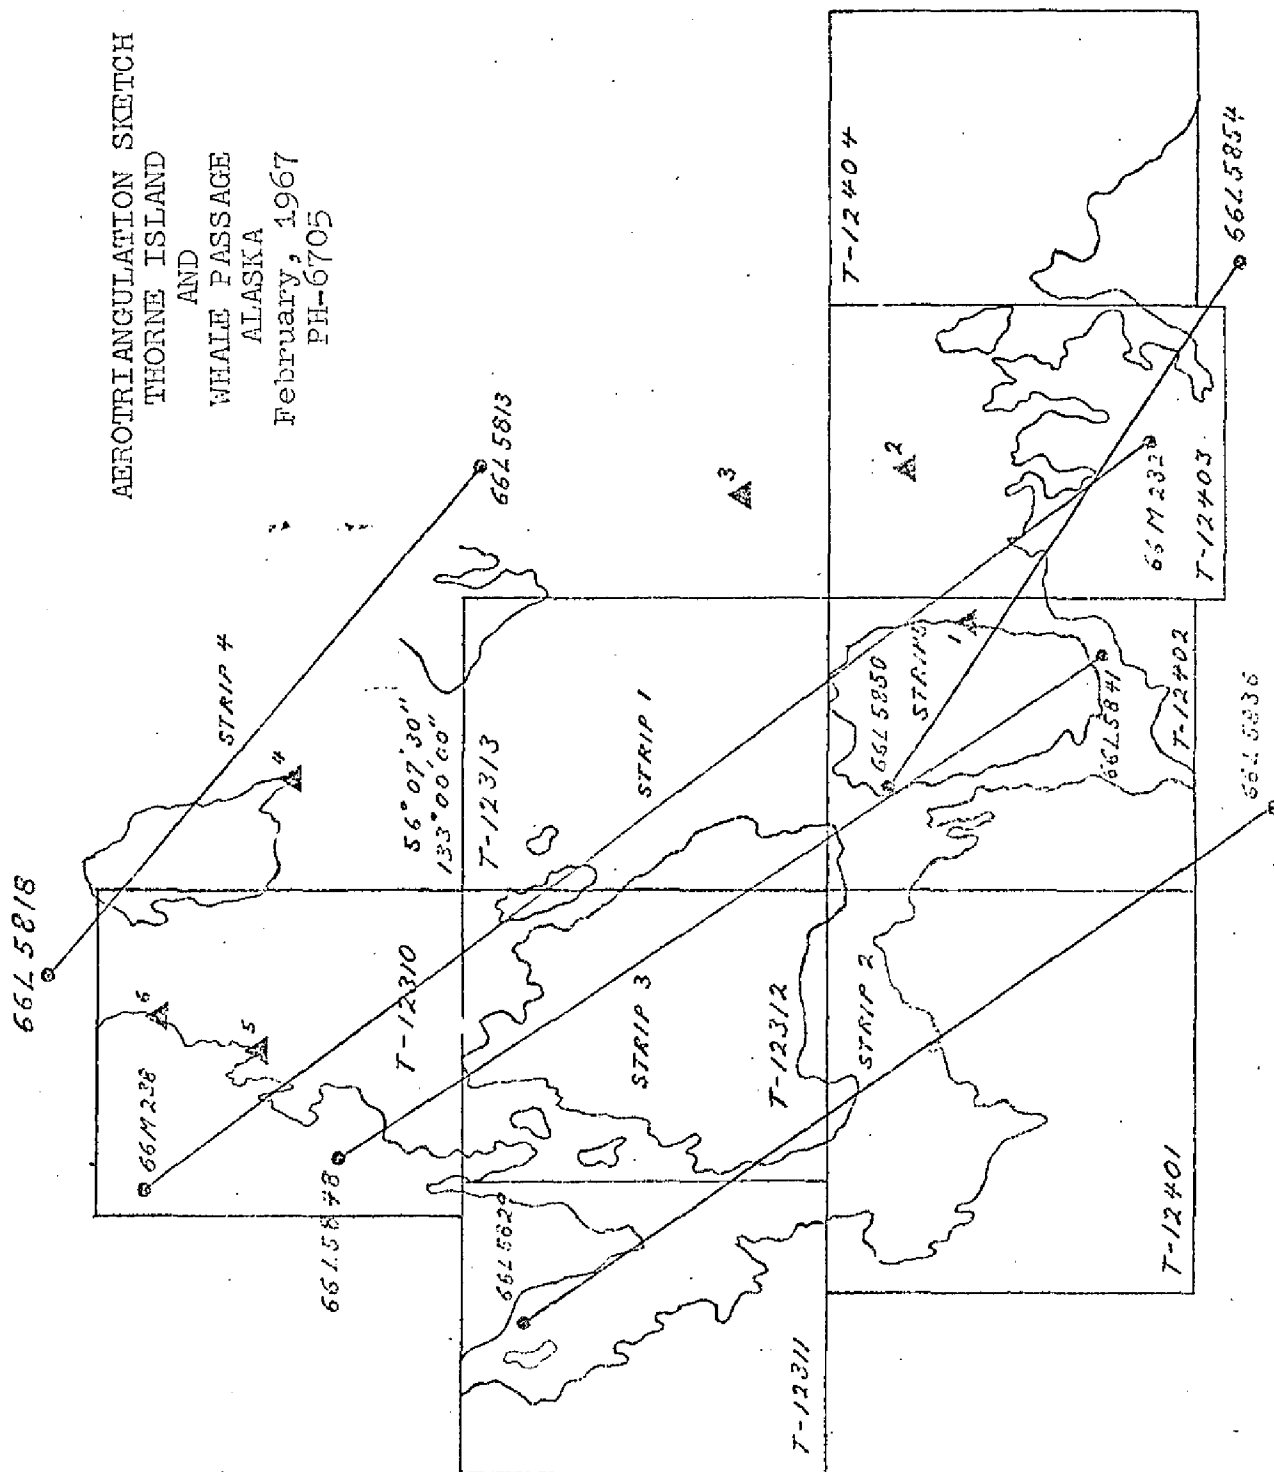 AEROTRIANGULATION SKETCH
THORNE ISLAND
AND
WHALE PASSAGE
ALASKA
February, 1967
PH-6705
66L5818
66L5813
STRIP 4
4
6
5
66M238
T-12310
56° 07' 30"
133° 00' 00"
T-12313
STRIP 1
3
2
T-12404
66L5848
STRIP 3
T-12312
T-12311
STRIP 2
66L5850
1
66L5841
T-12402
66M232
T-12403
66L5854
66L5836
T-12401